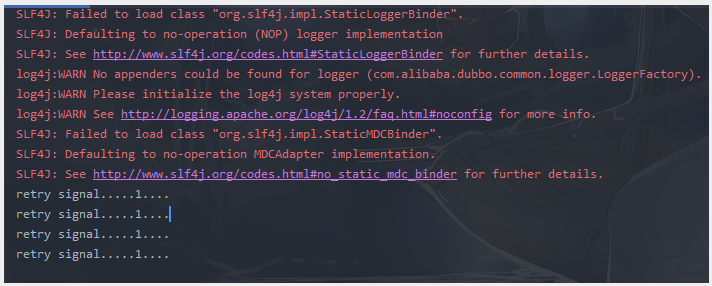 SLF4J: Failed to load class "org.slf4j.impl.StaticLoggerBinder".
SLF4J: Defaulting to no-operation (NOP) logger implementation
SLF4J: See http://www.slf4j.org/codes.html#StaticLoggerBinder for further details.
log4j:WARN No appenders could be found for logger (com.alibaba.dubbo.common.logger.LoggerFactory).
log4j:WARN Please initialize the log4j system properly.
log4j:WARN See http://logging.apache.org/log4j/1.2/faq.html#noconfig for more info.
SLF4J: Failed to load class "org.slf4j.impl.StaticMDCBinder".
SLF4J: Defaulting to no-operation MDCAdapter implementation.
SLF4J: See http://www.slf4j.org/codes.html#no_static_mdc_binder for further details.
retry signal.....1....
retry signal.....1....
retry signal.....1....
retry signal.....1....